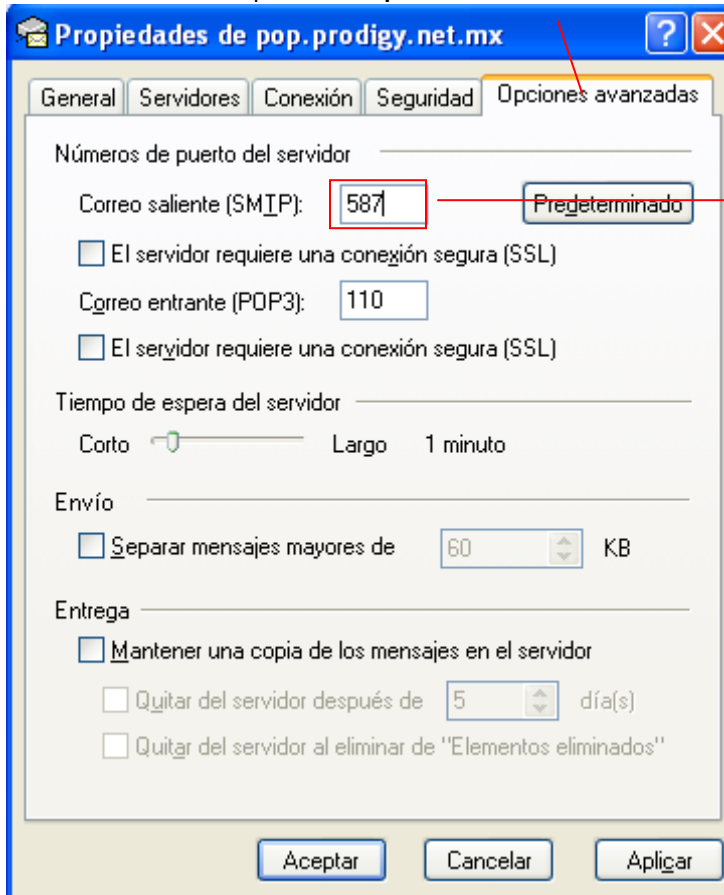 Propiedades de pop.prodigy.net.mx
General Servidores Conexión Seguridad Opciones avanzadas
Números de puerto del servidor
Correo saliente (SMTP): 587 Predeterminado
El servidor requiere una conexión segura (SSL)
Correo entrante (POP3): 110
El servidor requiere una conexión segura (SSL)
Tiempo de espera del servidor
Corto Largo 1 minuto
Envío
Separar mensajes mayores de 60 KB
Entrega
Mantener una copia de los mensajes en el servidor
Quitar del servidor después de 5 día(s)
Quitar del servidor al eliminar de "Elementos eliminados"
Aceptar Cancelar Aplicar